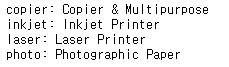 copier: Copier & Multipurpose
inkjet: Inkjet Printer
laser: Laser Printer
photo: Photographic Paper